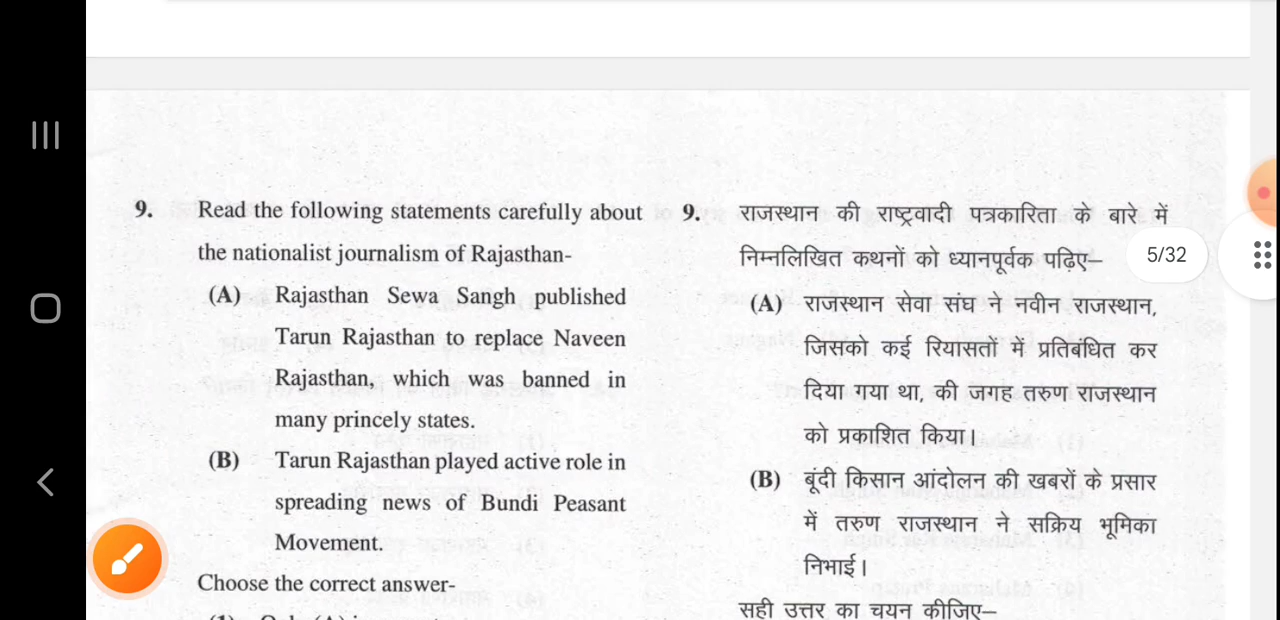 9. Read the following statements carefully about
the nationalist journalism of Rajasthan-
(A) Rajasthan Sewa Sangh published
Tarun Rajasthan to replace Naveen
Rajasthan, which was banned in
many princely states.
(B) Tarun Rajasthan played active role in
spreading news of Bundi Peasant
Movement.
Choose the correct answer-
9. राजस्थान की राष्ट्रवादी पत्रकारिता के बारे में
निम्नलिखित कथनों को ध्यानपूर्वक पढ़िए–
(A) राजस्थान सेवा संघ ने नवीन राजस्थान,
जिसको कई रियासतों में प्रतिबंधित कर
दिया गया था, की जगह तरुण राजस्थान
को प्रकाशित किया।
(B) बूंदी किसान आंदोलन की खबरों के प्रसार
में तरुण राजस्थान ने सक्रिय भूमिका
निभाई।
सही उत्तर का चयन कीजिए–
5/32